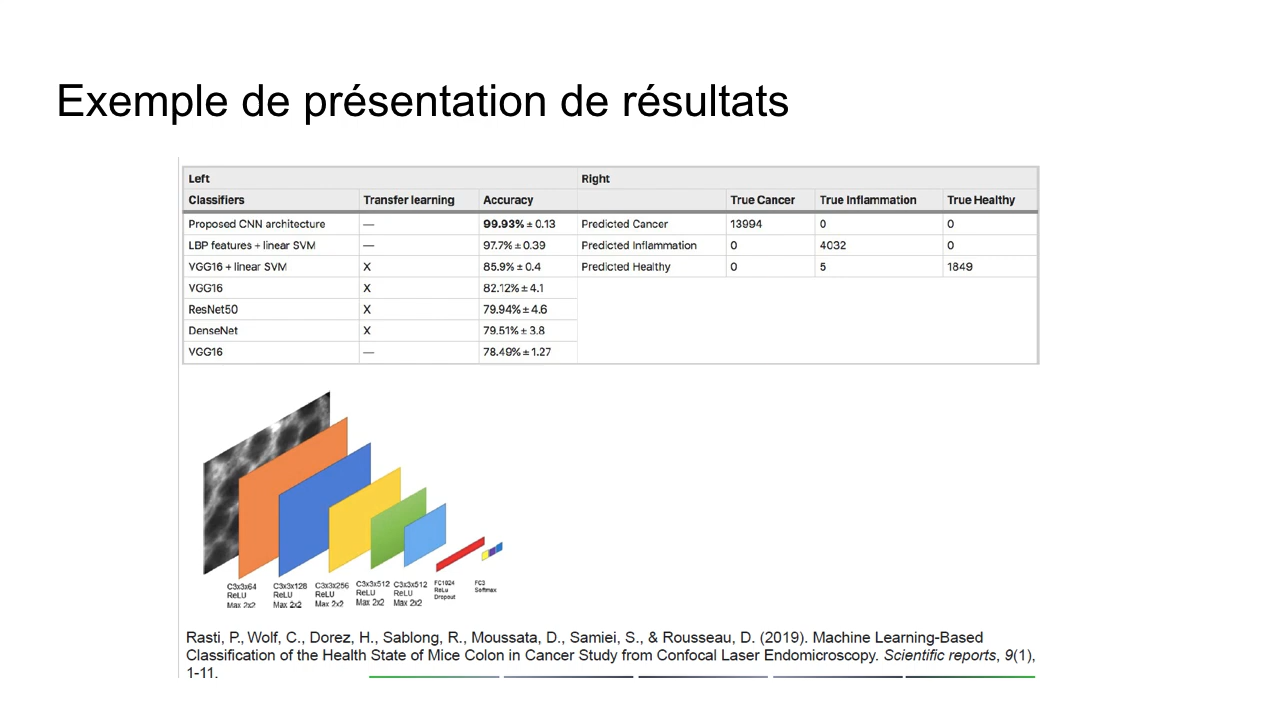 Exemple de présentation de résultats
Left Right
Classifiers Transfer learning Accuracy True Cancer True Inflammation True Healthy
Proposed CNN architecture — 99.93% ± 0.13 Predicted Cancer 13994 0 0
LBP features + linear SVM — 97.7% ± 0.39 Predicted Inflammation 0 4032 0
VGG16 + linear SVM X 85.9% ± 0.4 Predicted Healthy 0 5 1849
VGG16 X 82.12% ± 4.1
ResNet50 X 79.94% ± 4.6
DenseNet X 79.51% ± 3.8
VGG16 — 78.49% ± 1.27
C3x3x64 C3x3x128 C3x3x256 C3x3x512 C3x3x512 FC1024 FC3
ReLU ReLU ReLU ReLU ReLU ReLu Softmax
Max 2x2 Max 2x2 Max 2x2 Max 2x2 Max 2x2 Dropout
Rasti, P., Wolf, C., Dorez, H., Sablong, R., Moussata, D., Samiei, S., & Rousseau, D. (2019). Machine Learning-Based
Classification of the Health State of Mice Colon in Cancer Study from Confocal Laser Endomicroscopy. Scientific reports, 9(1),
1-11.